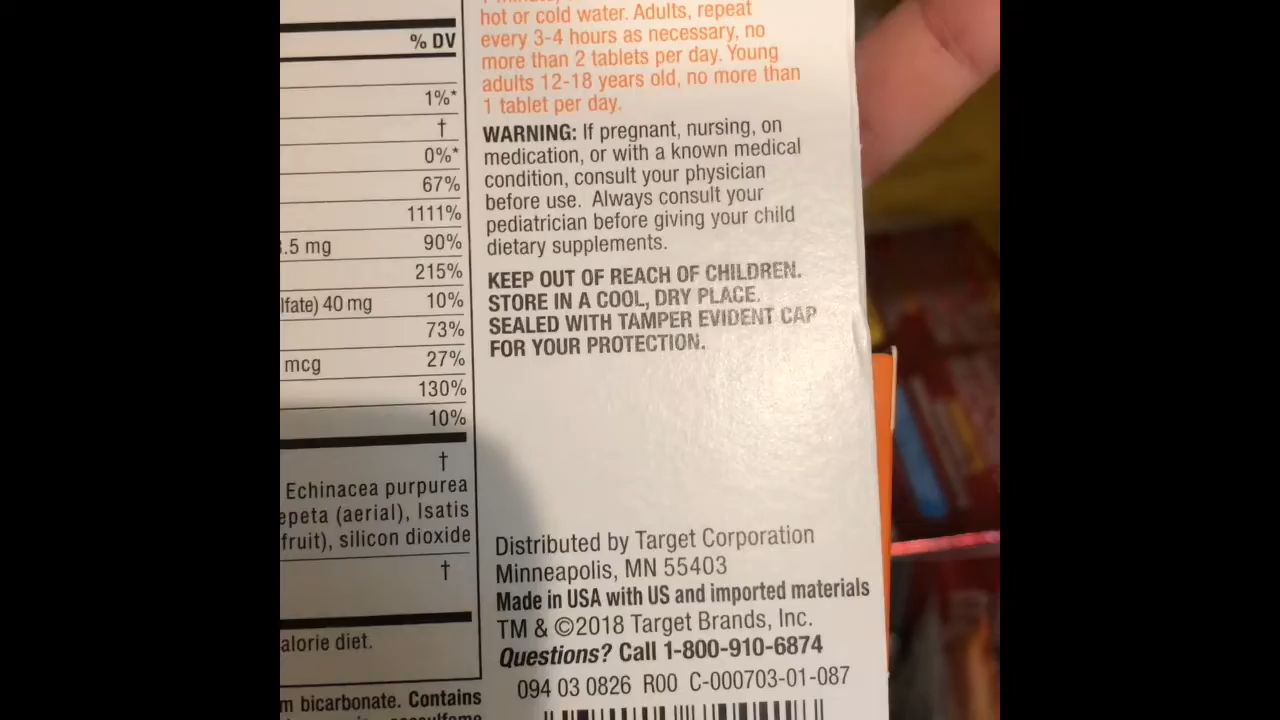 % DV
1%*
†
0%*
67%
1111%
.5 mg 90%
215%
lfate) 40 mg 10%
73%
mcg 27%
130%
10%
†
Echinacea purpurea
epeta (aerial), Isatis
fruit), silicon dioxide
†
alorie diet.
m bicarbonate. Contains
hot or cold water. Adults, repeat
every 3-4 hours as necessary, no
more than 2 tablets per day. Young
adults 12-18 years old, no more than
1 tablet per day.
WARNING: If pregnant, nursing, on
medication, or with a known medical
condition, consult your physician
before use. Always consult your
pediatrician before giving your child
dietary supplements.
KEEP OUT OF REACH OF CHILDREN.
STORE IN A COOL, DRY PLACE.
SEALED WITH TAMPER EVIDENT CAP
FOR YOUR PROTECTION.
Distributed by Target Corporation
Minneapolis, MN 55403
Made in USA with US and imported materials
TM & ©2018 Target Brands, Inc.
Questions? Call 1-800-910-6874
094 03 0826 R00 C-000703-01-087